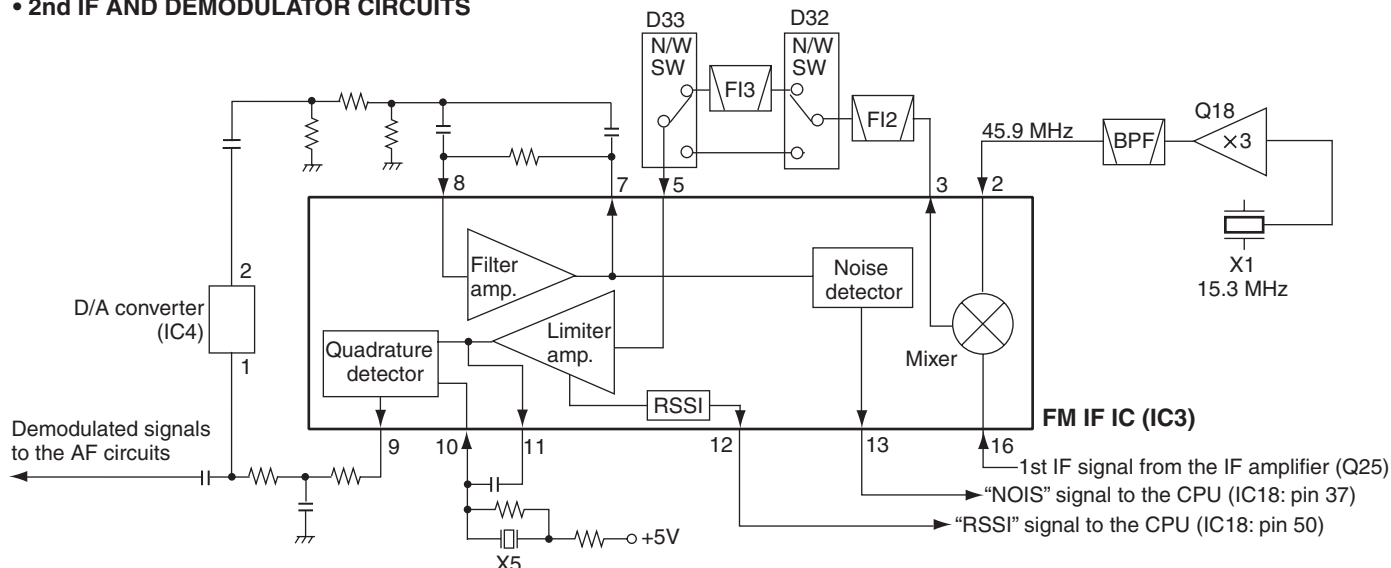 • 2nd IF AND DEMODULATOR CIRCUITS
D33
D32
N/W
SW
N/W
SW
FI3
FI2
Q18
×3
BPF
45.9 MHz
X1
15.3 MHz
8
7
5
3
2
Filter
amp.
Noise
detector
2
D/A converter
(IC4)
1
Limiter
amp.
Quadrature
detector
Mixer
RSSI
FM IF IC (IC3)
Demodulated signals
to the AF circuits
9
10
11
12
13
16
1st IF signal from the IF amplifier (Q25)
“NOIS” signal to the CPU (IC18: pin 37)
“RSSI” signal to the CPU (IC18: pin 50)
+5V
X5